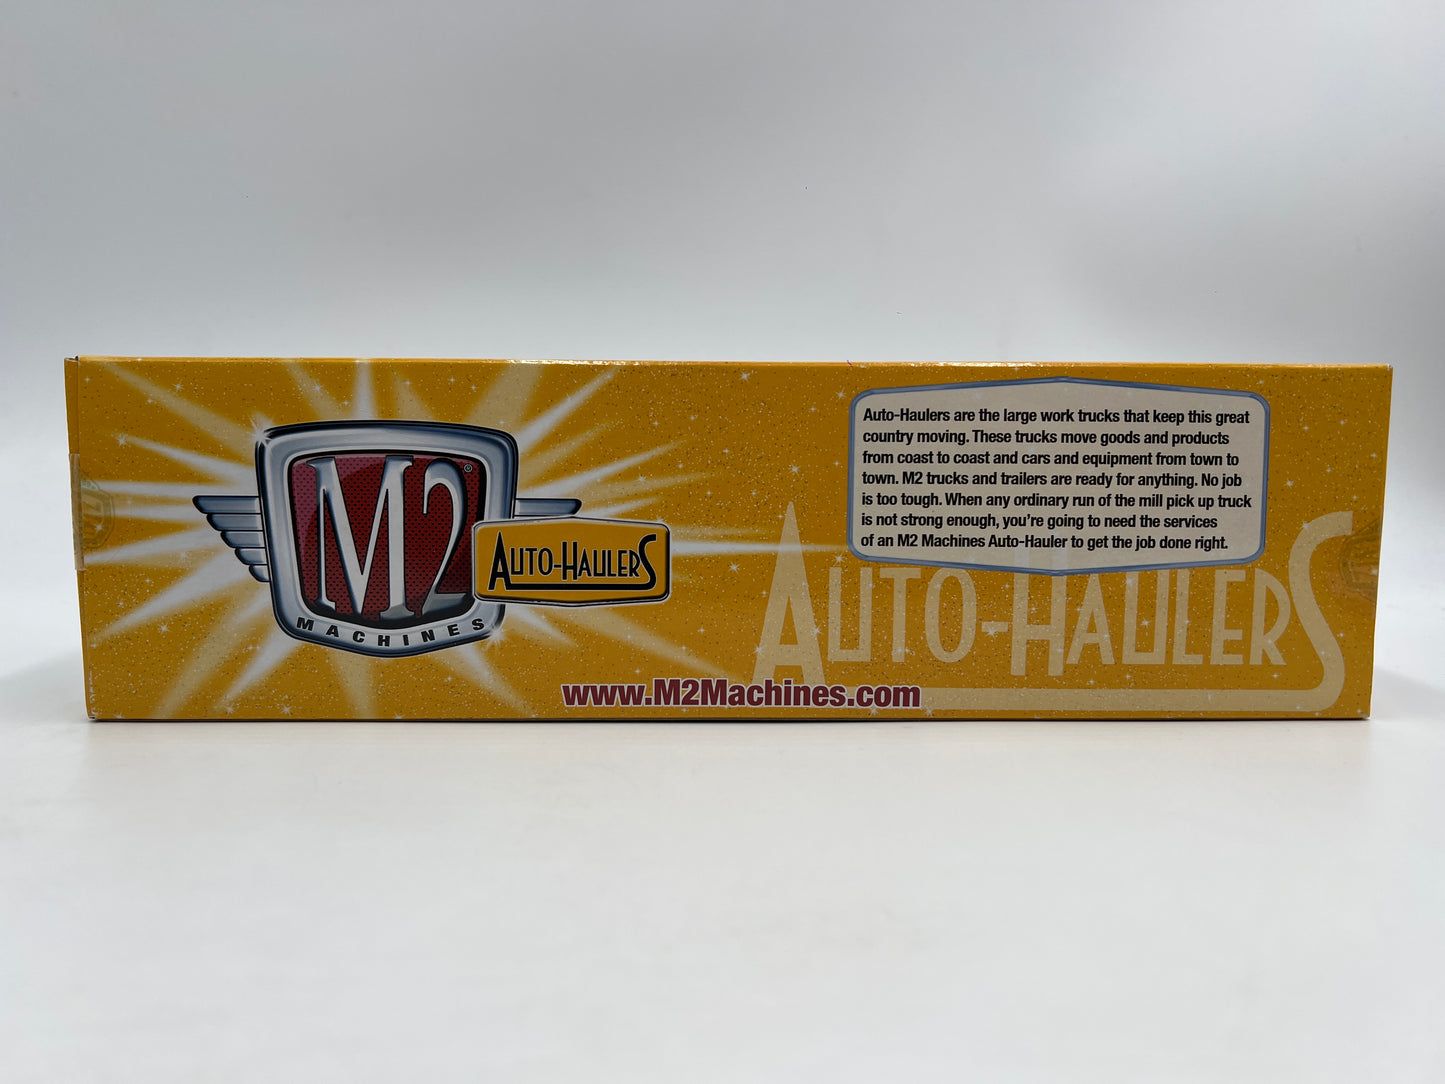 M2®
MACHINES
AUTO-HAULERS
Auto-Haulers are the large work trucks that keep this great
country moving. These trucks move goods and products
from coast to coast and cars and equipment from town to
town. M2 trucks and trailers are ready for anything. No job
is too tough. When any ordinary run of the mill pick up truck
is not strong enough, you're going to need the services
of an M2 Machines Auto-Hauler to get the job done right.
AUTO-HAULERS
www.M2Machines.com